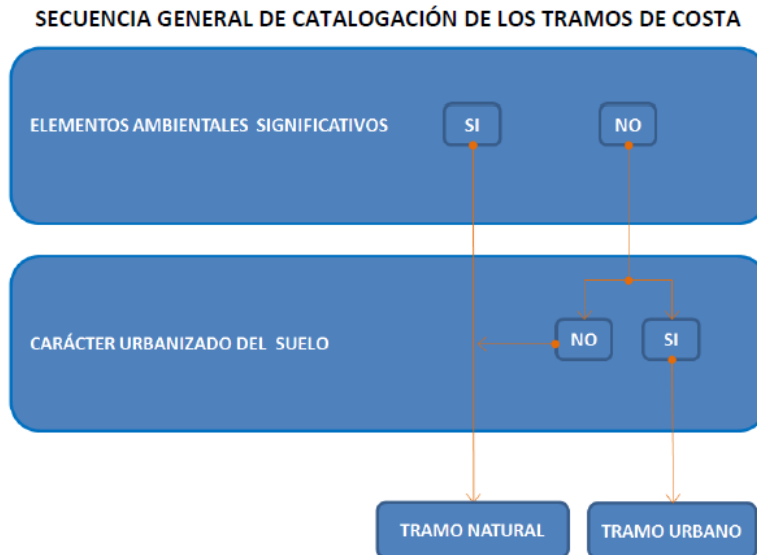 SECUENCIA GENERAL DE CATALOGACIÓN DE LOS TRAMOS DE COSTA
ELEMENTOS AMBIENTALES SIGNIFICATIVOS
SI
NO
CARÁCTER URBANIZADO DEL SUELO
NO
SI
TRAMO NATURAL
TRAMO URBANO